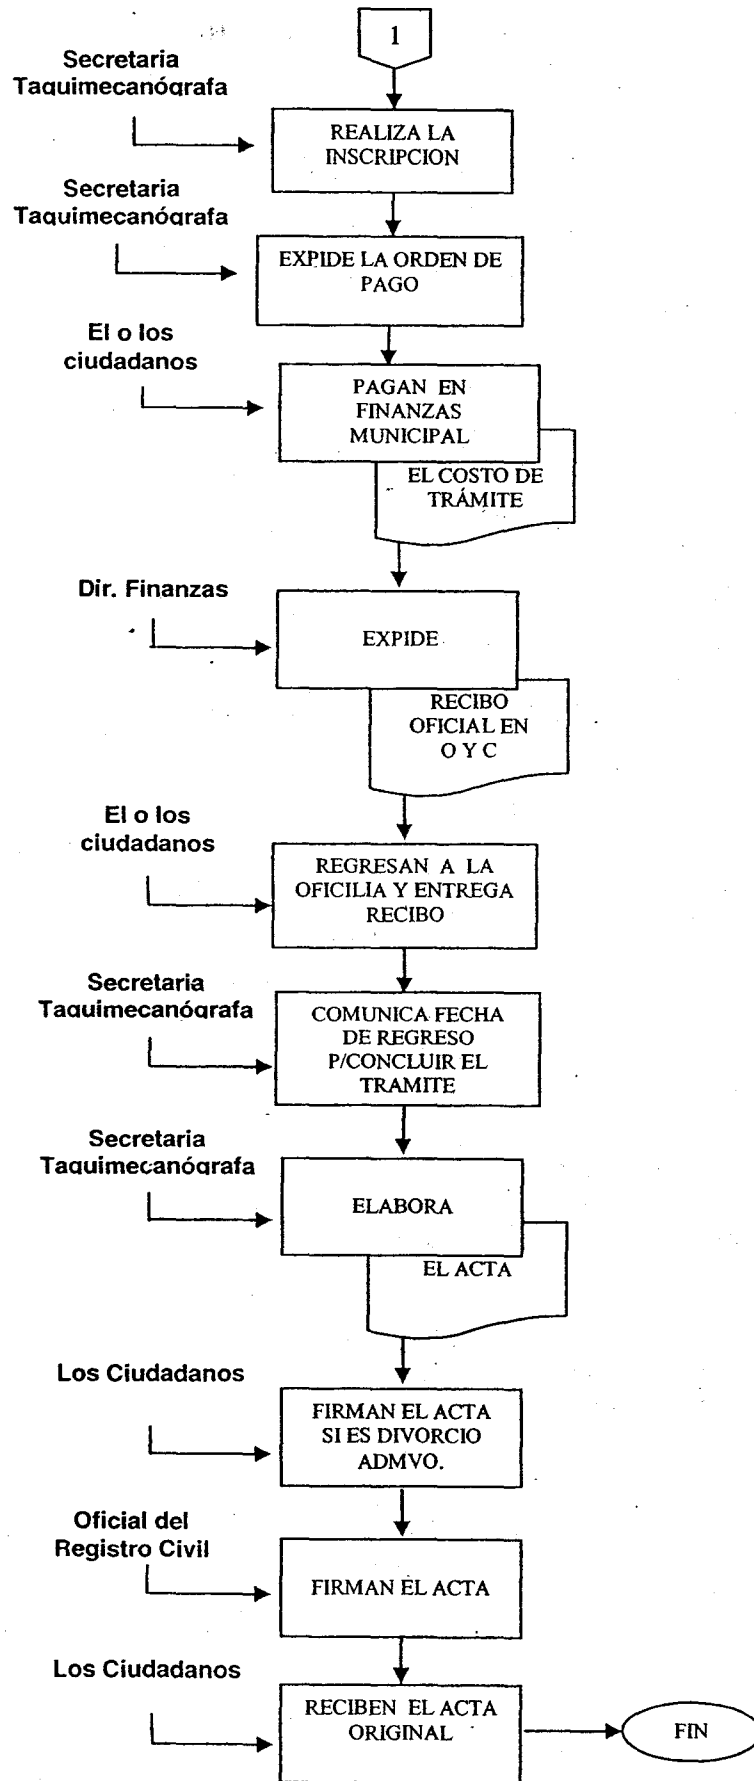 1
Secretaria
Taquimecanógrafa
REALIZA LA
INSCRIPCION
Secretaria
Taquimecanógrafa
EXPIDE LA ORDEN DE
PAGO
El o los
ciudadanos
PAGAN EN
FINANZAS
MUNICIPAL
EL COSTO DE
TRÁMITE
Dir. Finanzas
EXPIDE
RECIBO
OFICIAL EN
O Y C
El o los
ciudadanos
REGRESAN A LA
OFICILIA Y ENTREGA
RECIBO
Secretaria
Taquimecanógrafa
COMUNICA FECHA
DE REGRESO
P/CONCLUIR EL
TRAMITE
Secretaria
Taquimecanógrafa
ELABORA
EL ACTA
Los Ciudadanos
FIRMAN EL ACTA
SI ES DIVORCIO
ADMVO.
Oficial del
Registro Civil
FIRMAN EL ACTA
Los Ciudadanos
RECIBEN EL ACTA
ORIGINAL
FIN